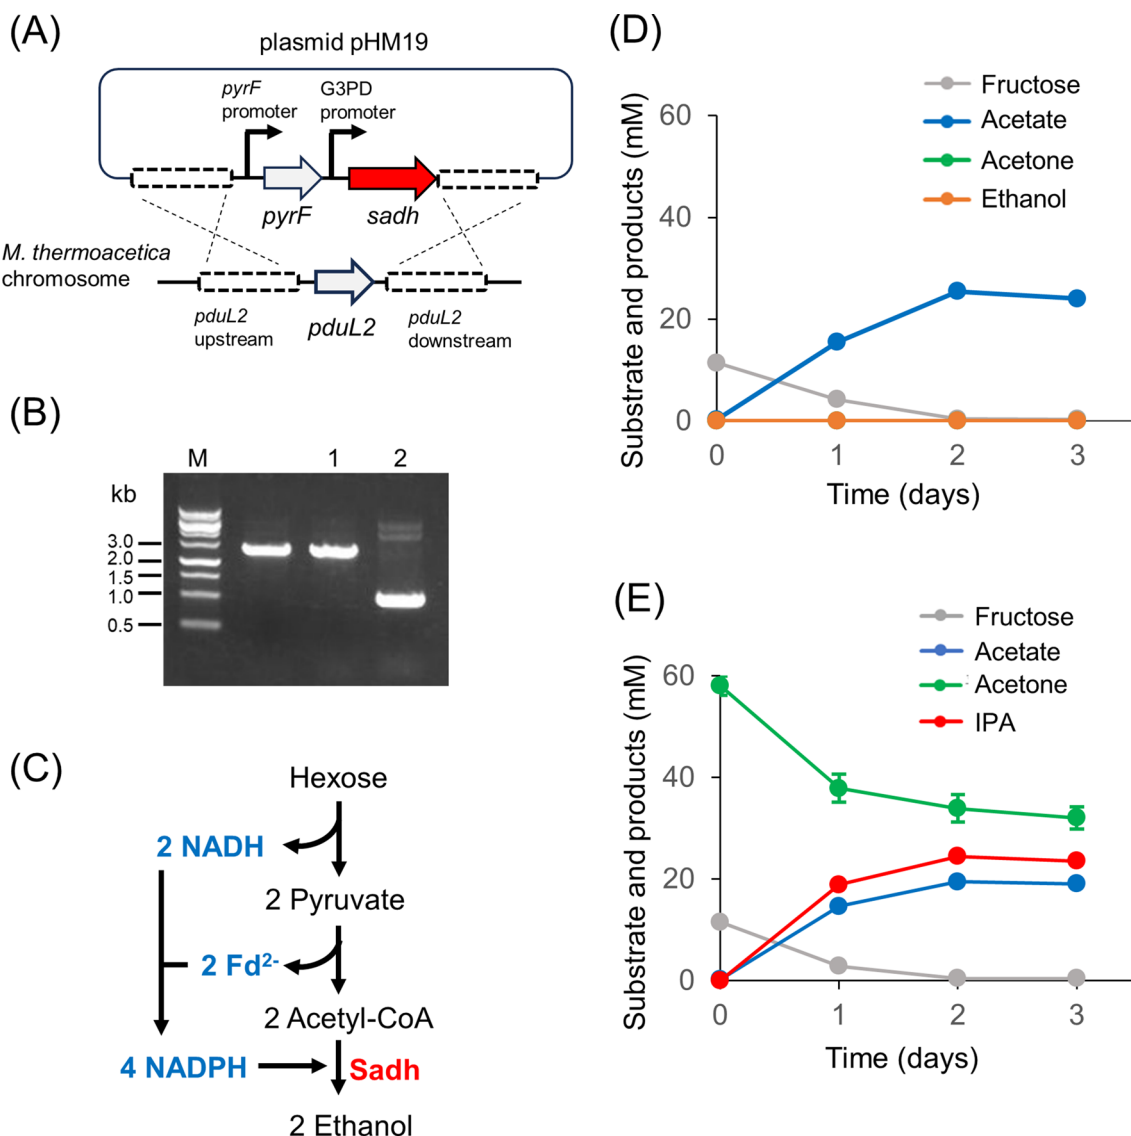 (A)
plasmid pHM19
pyrF
promoter
G3PD
promoter
pyrF
sadh
M. thermoacetica
chromosome
pduL2
upstream
pduL2
pduL2
downstream
(B)
M
1
2
kb
3.0
2.0
1.5
1.0
0.5
(C)
Hexose
2 NADH
2 Pyruvate
2 Fd2-
2 Acetyl-CoA
4 NADPH
Sadh
2 Ethanol
(D)
Fructose
Acetate
Acetone
Ethanol
Substrate and products (mM)
60
40
20
0
0 1 2 3
Time (days)
(E)
Fructose
Acetate
Acetone
IPA
Substrate and products (mM)
60
40
20
0
0 1 2 3
Time (days)